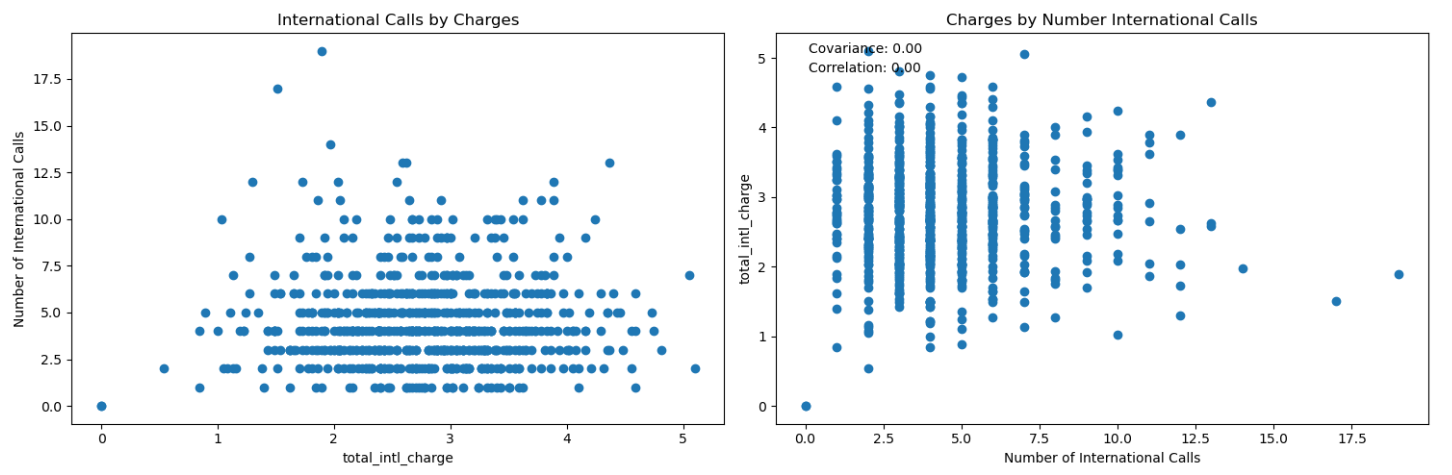 International Calls by Charges
Number of International Calls
17.5
15.0
12.5
10.0
7.5
5.0
2.5
0.0
0 1 2 3 4 5
total_intl_charge
Charges by Number International Calls
Covariance: 0.00
Correlation: 0.00
total_intl_charge
5
4
3
2
1
0
0.0 2.5 5.0 7.5 10.0 12.5 15.0 17.5
Number of International Calls